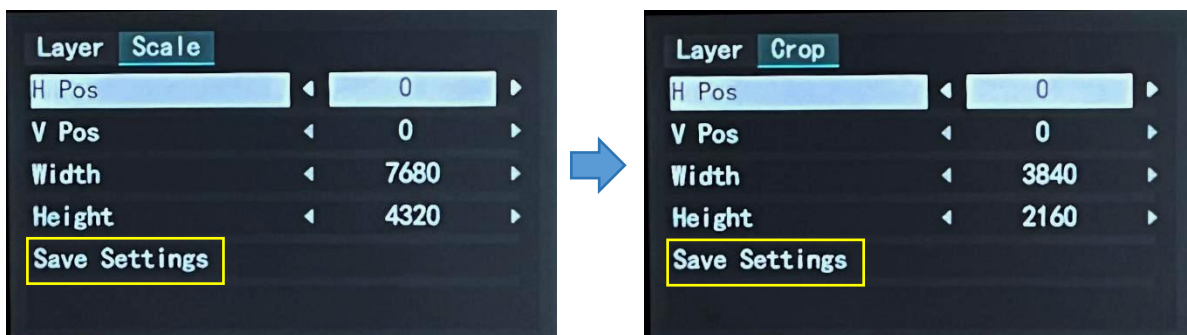 Layer Scale
H Pos 0
V Pos 0
Width 7680
Height 4320
Save Settings
Layer Crop
H Pos 0
V Pos 0
Width 3840
Height 2160
Save Settings